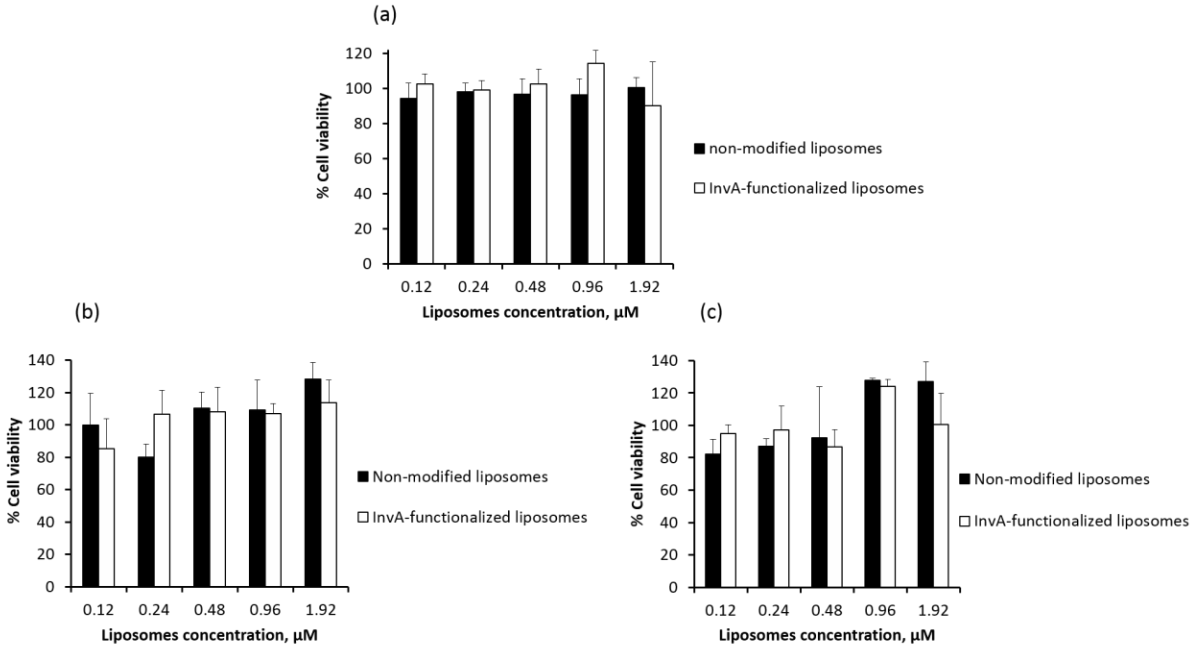 (a)
120
100
80
60
40
20
0
% Cell viability
0.12 0.24 0.48 0.96 1.92
Liposomes concentration, µM
non-modified liposomes
InvA-functionalized liposomes
(b)
140
120
100
80
60
40
20
0
% Cell viability
0.12 0.24 0.48 0.96 1.92
Liposomes concentration, µM
Non-modified liposomes
InvA-functionalized liposomes
(c)
140
120
100
80
60
40
20
0
% Cell viability
0.12 0.24 0.48 0.96 1.92
Liposomes concentration, µM
Non-modified liposomes
InvA-functionalized liposomes